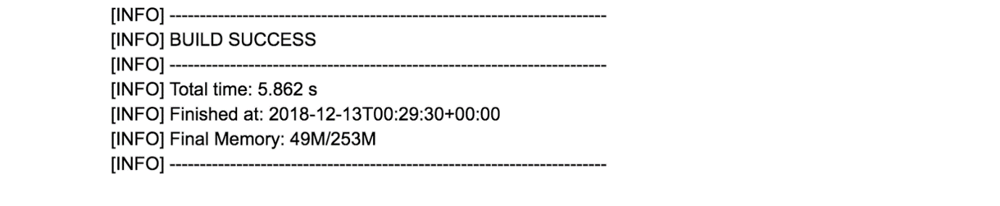 [INFO] ------------------------------------------------------------------------
[INFO] BUILD SUCCESS
[INFO] ------------------------------------------------------------------------
[INFO] Total time: 5.862 s
[INFO] Finished at: 2018-12-13T00:29:30+00:00
[INFO] Final Memory: 49M/253M
[INFO] ------------------------------------------------------------------------